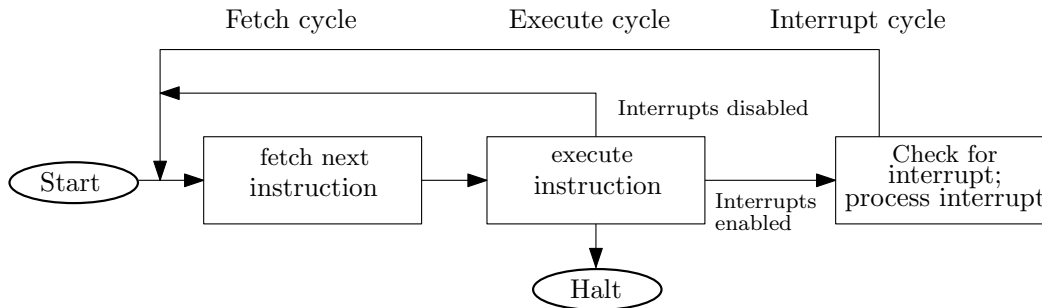 Fetch cycle
Execute cycle
Interrupt cycle
Interrupts disabled
Start
fetch next
instruction
execute
instruction
Interrupts
enabled
Check for
interrupt;
process interrupt
Halt